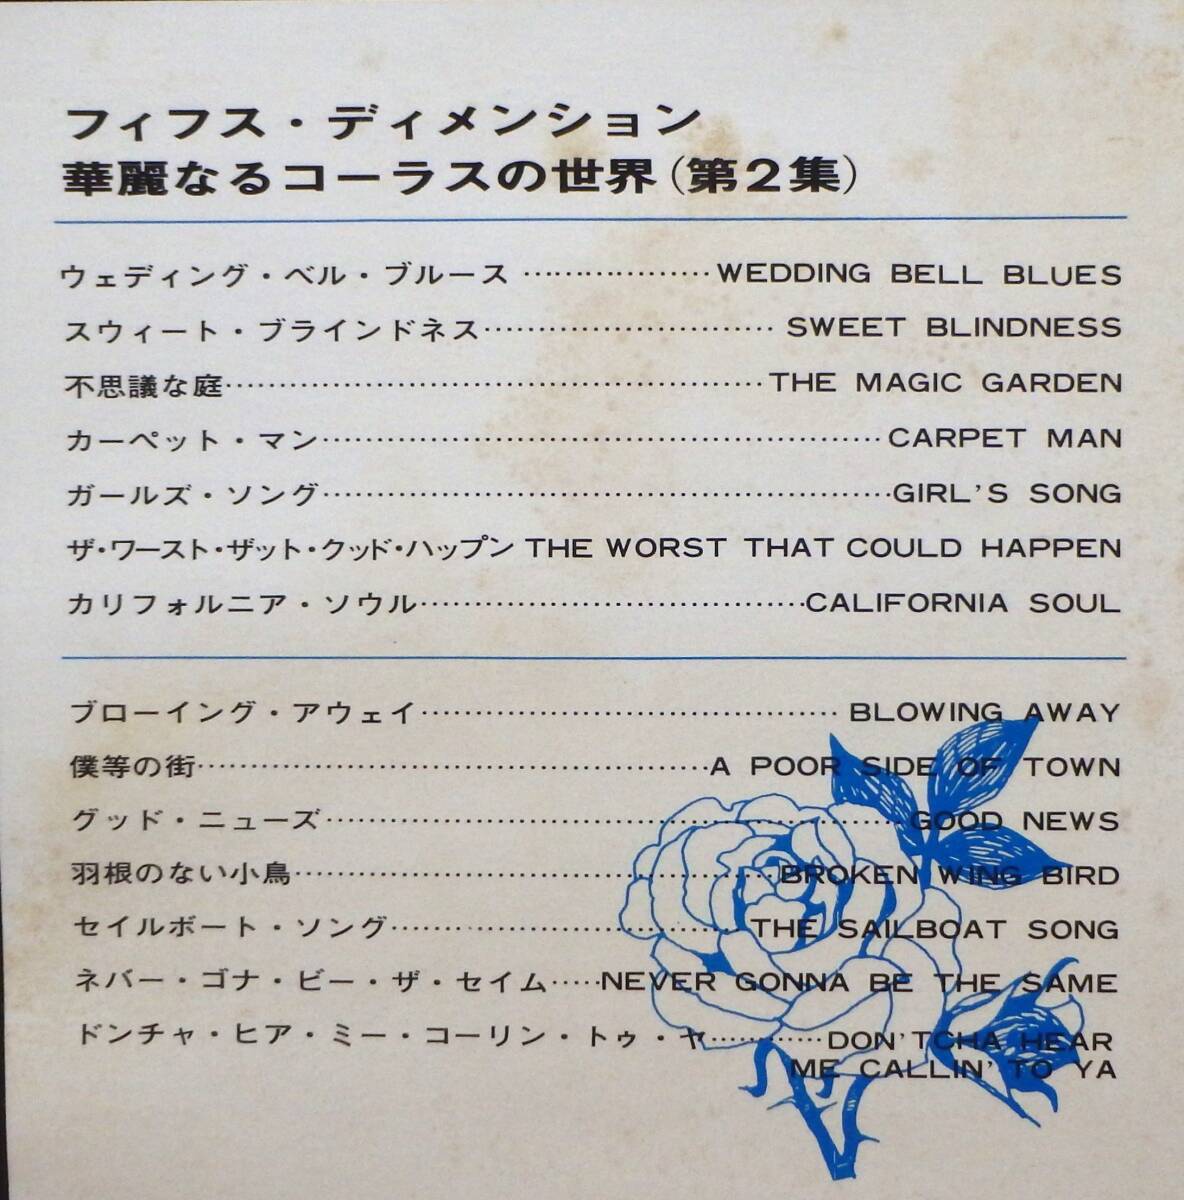 フィフス・ディメンション
華麗なるコーラスの世界(第2集)
ウェディング・ベル・ブルース ……………… WEDDING BELL BLUES
スウィート・ブラインドネス……………………… SWEET BLINDNESS
不思議な庭……………………………………………… THE MAGIC GARDEN
カーペット・マン……………………………………………… CARPET MAN
ガールズ・ソング………………………………………………GIRL'S SONG
ザ・ワースト・ザット・クッド・ハップン THE WORST THAT COULD HAPPEN
カリフォルニア・ソウル………………………………CALIFORNIA SOUL
ブローイング・アウェイ………………………………… BLOWING AWAY
僕等の街…………………………………………A POOR SIDE OF TOWN
グッド・ニューズ………………………………………………GOOD NEWS
羽根のない小鳥………………………………………BROKEN WING BIRD
セイルボート・ソング…………………………… THE SAILBOAT SONG
ネバー・ゴナ・ビー・ザ・セイム……NEVER GONNA BE THE SAME
ドンチャ・ヒア・ミー・コーリン・トゥ・ヤ…………DON'TCHA HEAR
ME CALLIN' TO YA